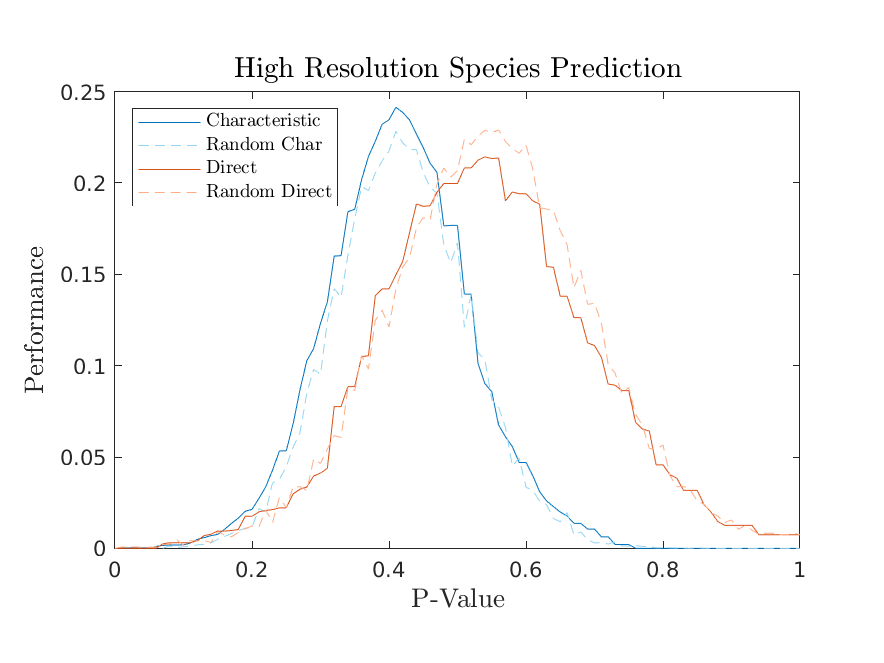 High Resolution Species Prediction
Characteristic
Random Char
Direct
Random Direct
Performance
0.25
0.2
0.15
0.1
0.05
0
0
0.2
0.4
0.6
0.8
1
P-Value